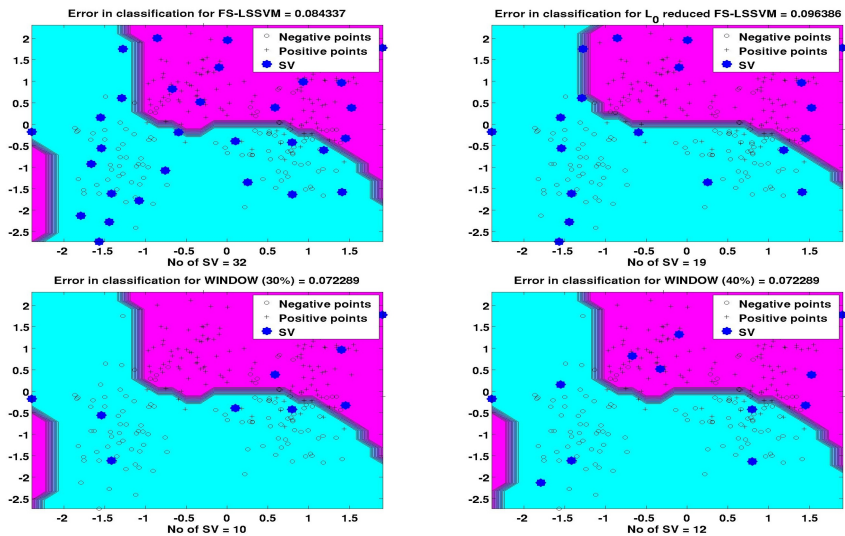 Error in classification for FS-LSSVM = 0.084337
Negative points
Positive points
SV
2
1.5
1
0.5
0
-0.5
-1
-1.5
-2
-2.5
-2 -1.5 -1 -0.5 0 0.5 1 1.5
No of SV = 32
Error in classification for L0 reduced FS-LSSVM = 0.096386
Negative points
Positive points
SV
2
1.5
1
0.5
0
-0.5
-1
-1.5
-2
-2.5
-2 -1.5 -1 -0.5 0 0.5 1 1.5
No of SV = 19
Error in classification for WINDOW (30%) = 0.072289
Negative points
Positive points
SV
2
1.5
1
0.5
0
-0.5
-1
-1.5
-2
-2.5
-2 -1.5 -1 -0.5 0 0.5 1 1.5
No of SV = 10
Error in classification for WINDOW (40%) = 0.072289
Negative points
Positive points
SV
2
1.5
1
0.5
0
-0.5
-1
-1.5
-2
-2.5
-2 -1.5 -1 -0.5 0 0.5 1 1.5
No of SV = 12